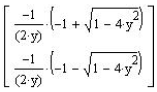 [ -1/(2·y) · (-1 + √(1 - 4·y²)) ]
[ -1/(2·y) · (-1 - √(1 - 4·y²)) ]